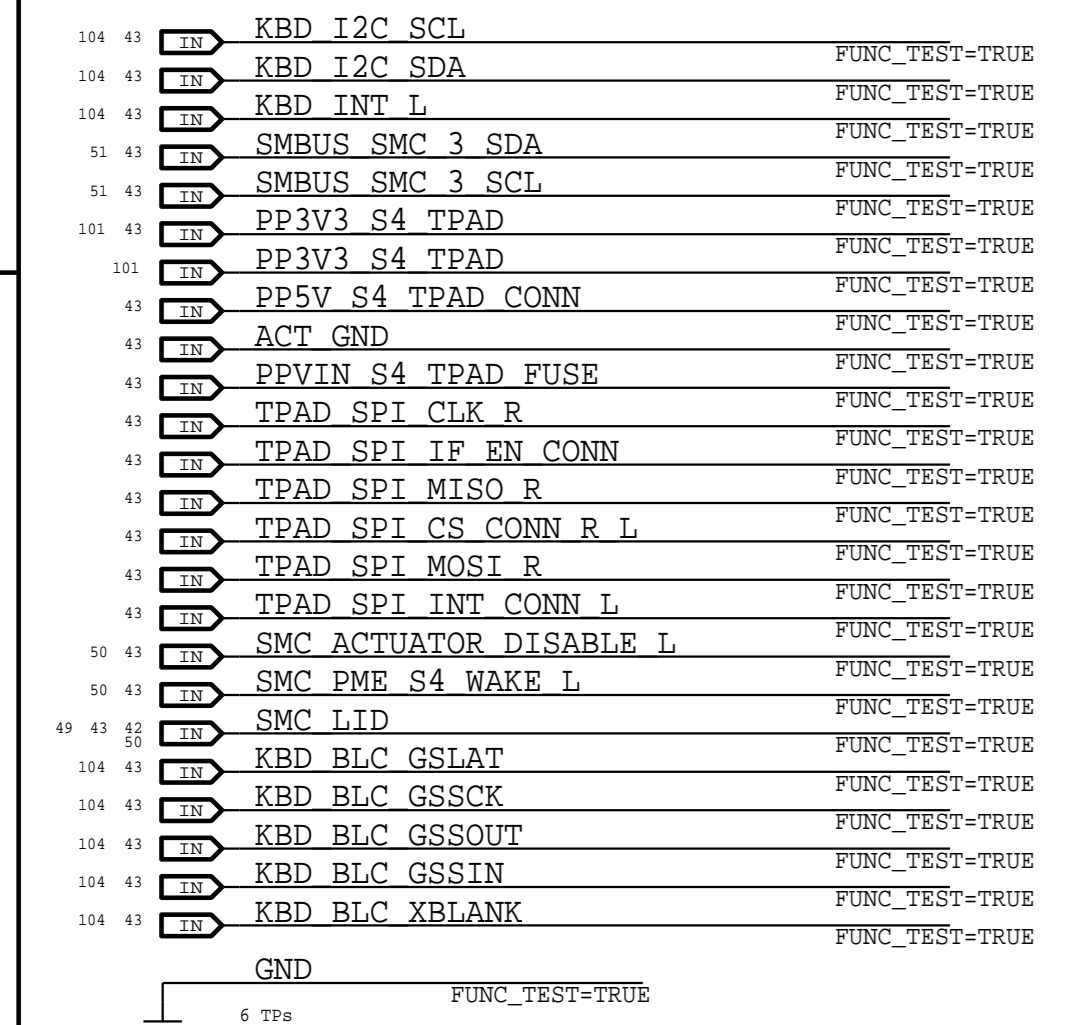 104 43 IN KBD_I2C_SCL
FUNC_TEST=TRUE
104 43 IN KBD_I2C_SDA
FUNC_TEST=TRUE
104 43 IN KBD_INT_L
FUNC_TEST=TRUE
51 43 IN SMBUS_SMC_3_SDA
FUNC_TEST=TRUE
51 43 IN SMBUS_SMC_3_SCL
FUNC_TEST=TRUE
101 43 IN PP3V3_S4_TPAD
FUNC_TEST=TRUE
101 IN PP3V3_S4_TPAD
FUNC_TEST=TRUE
43 IN PP5V_S4_TPAD_CONN
FUNC_TEST=TRUE
43 IN ACT_GND
FUNC_TEST=TRUE
43 IN PPVIN_S4_TPAD_FUSE
FUNC_TEST=TRUE
43 IN TPAD_SPI_CLK_R
FUNC_TEST=TRUE
43 IN TPAD_SPI_IF_EN_CONN
FUNC_TEST=TRUE
43 IN TPAD_SPI_MISO_R
FUNC_TEST=TRUE
43 IN TPAD_SPI_CS_CONN_R_L
FUNC_TEST=TRUE
43 IN TPAD_SPI_MOSI_R
FUNC_TEST=TRUE
43 IN TPAD_SPI_INT_CONN_L
FUNC_TEST=TRUE
50 43 IN SMC_ACTUATOR_DISABLE_L
FUNC_TEST=TRUE
50 43 IN SMC_PME_S4_WAKE_L
FUNC_TEST=TRUE
49 43 42 IN SMC_LID
50
FUNC_TEST=TRUE
104 43 IN KBD_BLC_GSLAT
FUNC_TEST=TRUE
104 43 IN KBD_BLC_GSSCK
FUNC_TEST=TRUE
104 43 IN KBD_BLC_GSSOUT
FUNC_TEST=TRUE
104 43 IN KBD_BLC_GSSIN
FUNC_TEST=TRUE
104 43 IN KBD_BLC_XBLANK
FUNC_TEST=TRUE
GND
FUNC_TEST=TRUE
6 TPs